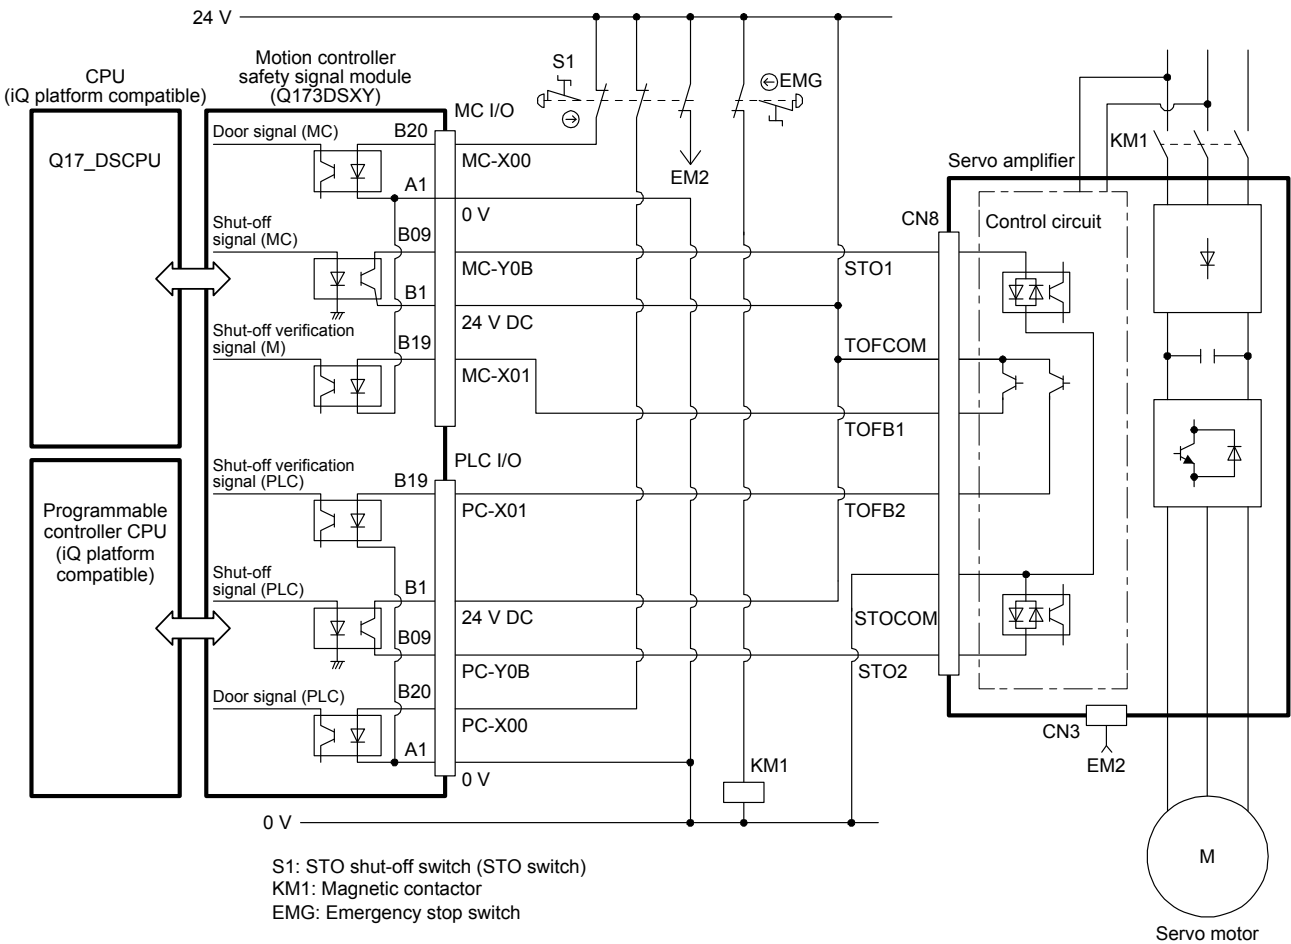 24 V
Motion controller
safety signal module
(Q173DSXY)
CPU
(iQ platform compatible)
S1
EMG
MC I/O
Door signal (MC)
B20
Q17_DSCPU
MC-X00
KM1
Servo amplifier
A1
EM2
0 V
CN8
Control circuit
Shut-off
signal (MC)
B09
MC-Y0B
STO1
B1
24 V DC
Shut-off verification
signal (M)
B19
TOFCOM
MC-X01
TOFB1
PLC I/O
Shut-off verification
signal (PLC)
B19
Programmable
controller CPU
(iQ platform
compatible)
PC-X01
TOFB2
Shut-off
signal (PLC)
B1
24 V DC
STOCOM
B09
PC-Y0B
STO2
Door signal (PLC)
B20
PC-X00
CN3
A1
KM1
EM2
0 V
0 V
M
S1: STO shut-off switch (STO switch)
KM1: Magnetic contactor
EMG: Emergency stop switch
Servo motor